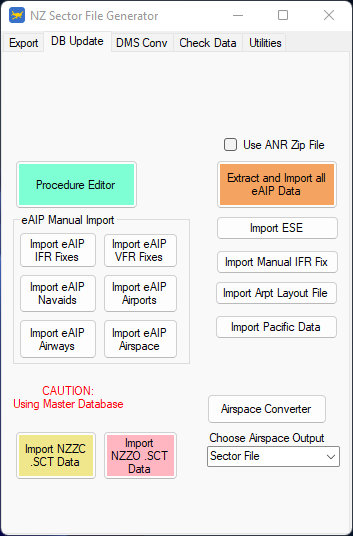 NZ Sector File Generator
Export DB Update DMS Conv Check Data Utilities
Use ANR Zip File
Procedure Editor
Extract and Import all
eAIP Data
eAIP Manual Import
Import eAIP
IFR Fixes
Import eAIP
VFR Fixes
Import eAIP
Navaids
Import eAIP
Airports
Import eAIP
Airways
Import eAIP
Airspace
Import ESE
Import Manual IFR Fix
Import Arpt Layout File
Import Pacific Data
CAUTION:
Using Master Database
Airspace Converter
Choose Airspace Output
Sector File
Import NZZC
.SCT Data
Import
NZZO .SCT
Data